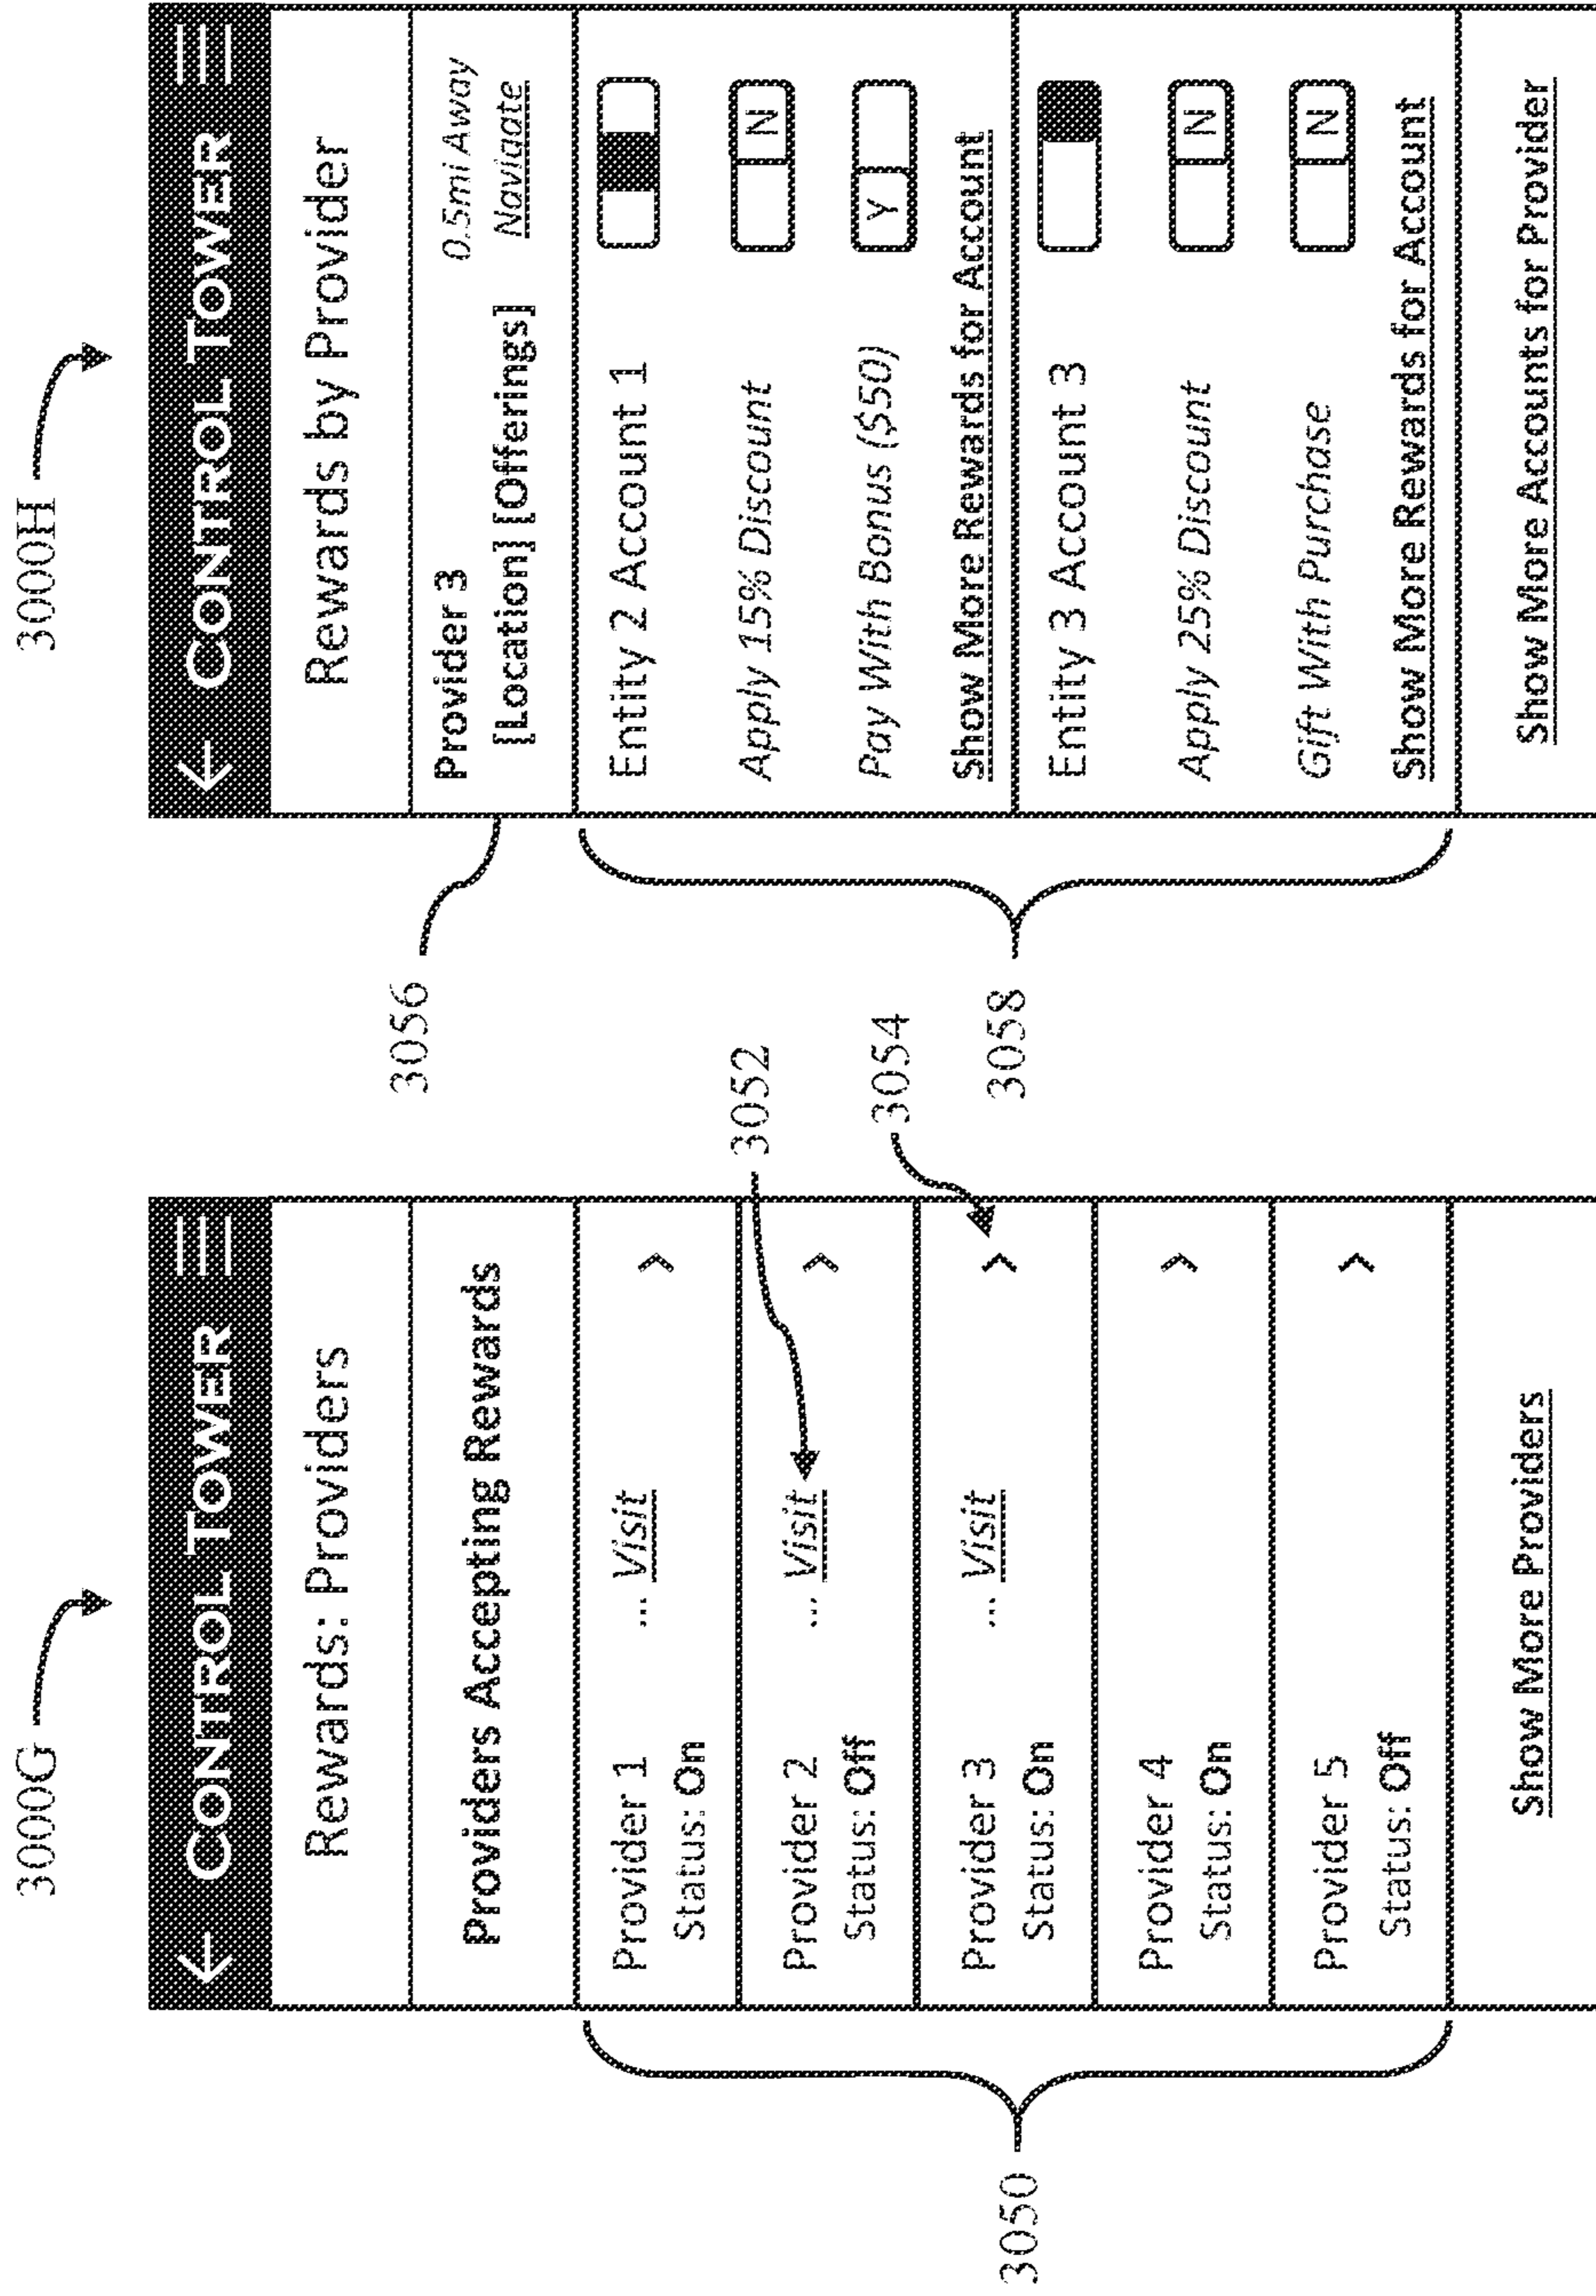 3000G
← CONTROL TOWER
Rewards: Providers
Providers Accepting Rewards
Provider 1 ... Visit >
Status: On
Provider 2 ... Visit >
Status: Off
Provider 3 ... Visit >
Status: On
Provider 4 >
Status: On
Provider 5 >
Status: Off
Show More Providers
3050
3052
3054
3000H
← CONTROL TOWER
Rewards by Provider
Provider 3 0.5mi Away
[Location] [Offerings] Navigate
Entity 2 Account 1
Apply 15% Discount N
Pay With Bonus ($50) Y
Show More Rewards for Account
Entity 3 Account 3
Apply 25% Discount N
Gift With Purchase N
Show More Rewards for Account
Show More Accounts for Provider
3056
3058